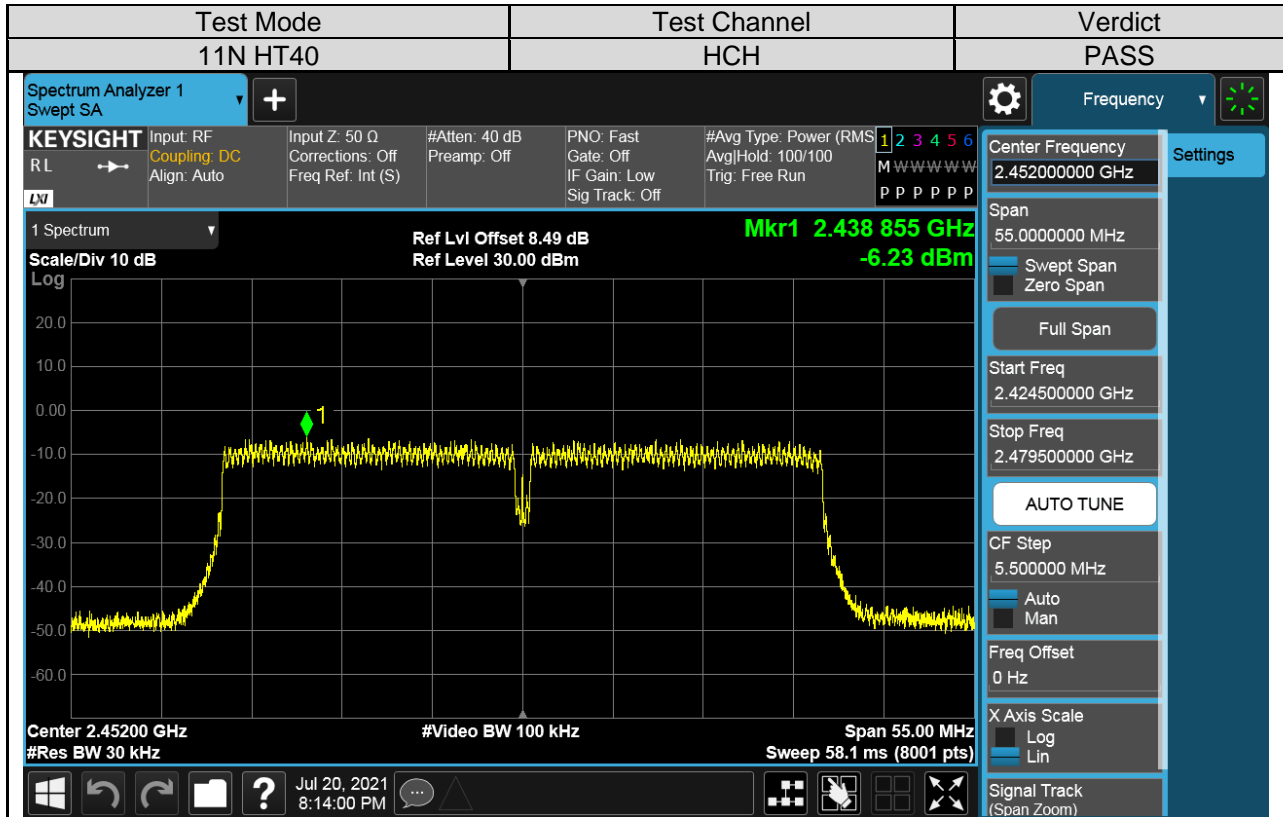 Test Mode Test Channel Verdict
11N HT40 HCH PASS
Spectrum Analyzer 1
Swept SA
+
Frequency
KEYSIGHT
RL
LXI
Input: RF
Coupling: DC
Align: Auto
Input Z: 50 Ω
Corrections: Off
Freq Ref: Int (S)
#Atten: 40 dB
Preamp: Off
PNO: Fast
Gate: Off
IF Gain: Low
Sig Track: Off
#Avg Type: Power (RMS
Avg|Hold: 100/100
Trig: Free Run
1 2 3 4 5 6
M W W W W W
P P P P P P
1 Spectrum
Scale/Div 10 dB
Ref Lvl Offset 8.49 dB
Ref Level 30.00 dBm
Mkr1 2.438 855 GHz
-6.23 dBm
Log
20.0
10.0
0.00
-10.0
-20.0
-30.0
-40.0
-50.0
-60.0
1
Center 2.45200 GHz
#Res BW 30 kHz
#Video BW 100 kHz
Span 55.00 MHz
Sweep 58.1 ms (8001 pts)
?
Jul 20, 2021
8:14:00 PM
Center Frequency
2.452000000 GHz
Settings
Span
55.0000000 MHz
Swept Span
Zero Span
Full Span
Start Freq
2.424500000 GHz
Stop Freq
2.479500000 GHz
AUTO TUNE
CF Step
5.500000 MHz
Auto
Man
Freq Offset
0 Hz
X Axis Scale
Log
Lin
Signal Track
(Span Zoom)